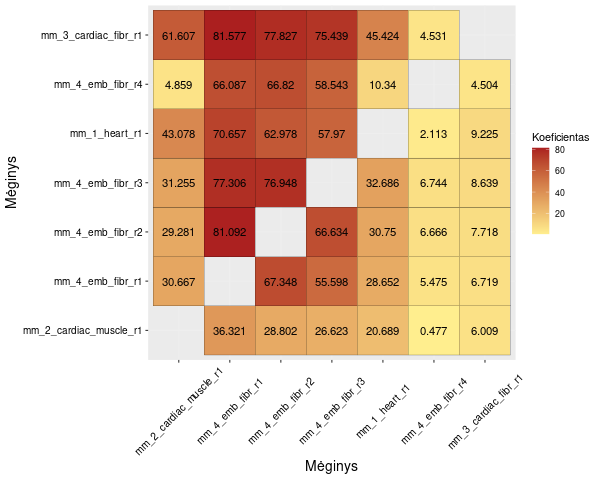 mm_3_cardiac_fibr_r1 61.607 81.577 77.827 75.439 45.424 4.531
mm_4_emb_fibr_r4 4.859 66.087 66.82 58.543 10.34 4.504
mm_1_heart_r1 43.078 70.657 62.978 57.97 2.113 9.225
mm_4_emb_fibr_r3 31.255 77.306 76.948 32.686 6.744 8.639
mm_4_emb_fibr_r2 29.281 81.092 66.634 30.75 6.666 7.718
mm_4_emb_fibr_r1 30.667 67.348 55.598 28.652 5.475 6.719
mm_2_cardiac_muscle_r1 36.321 28.802 26.623 20.689 0.477 6.009
mm_2_cardiac_muscle_r1
mm_4_emb_fibr_r1
mm_4_emb_fibr_r2
mm_4_emb_fibr_r3
mm_1_heart_r1
mm_4_emb_fibr_r4
mm_3_cardiac_fibr_r1
Mėginys
Mėginys
Koeficientas
80
60
40
20